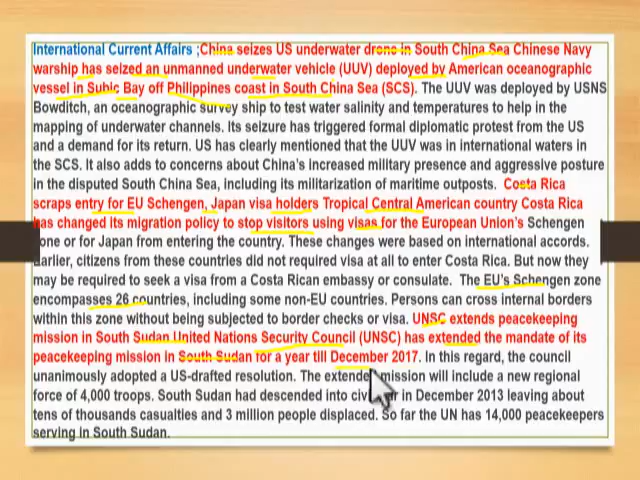 International Current Affairs ;China seizes US underwater drone in South China Sea Chinese Navy
warship has seized an unmanned underwater vehicle (UUV) deployed by American oceanographic
vessel in Subic Bay off Philippines coast in South China Sea (SCS). The UUV was deployed by USNS
Bowditch, an oceanographic survey ship to test water salinity and temperatures to help in the
mapping of underwater channels. Its seizure has triggered formal diplomatic protest from the US
and a demand for its return. US has clearly mentioned that the UUV was in international waters in
the SCS. It also adds to concerns about China's increased military presence and aggressive posture
in the disputed South China Sea, including its militarization of maritime outposts. Costa Rica
scraps entry for EU Schengen, Japan visa holders Tropical Central American country Costa Rica
has changed its migration policy to stop visitors using visas for the European Union's Schengen
zone or for Japan from entering the country. These changes were based on international accords.
Earlier, citizens from these countries did not required visa at all to enter Costa Rica. But now they
may be required to seek a visa from a Costa Rican embassy or consulate. The EU's Schengen zone
encompasses 26 countries, including some non-EU countries. Persons can cross internal borders
within this zone without being subjected to border checks or visa. UNSC extends peacekeeping
mission in South Sudan United Nations Security Council (UNSC) has extended the mandate of its
peacekeeping mission in South Sudan for a year till December 2017. In this regard, the council
unanimously adopted a US-drafted resolution. The extended mission will include a new regional
force of 4,000 troops. South Sudan had descended into in December 2013 leaving about
tens of thousands casualties and 3 million people displaced. So far the UN has 14,000 peacekeepers
serving in South Sudan.